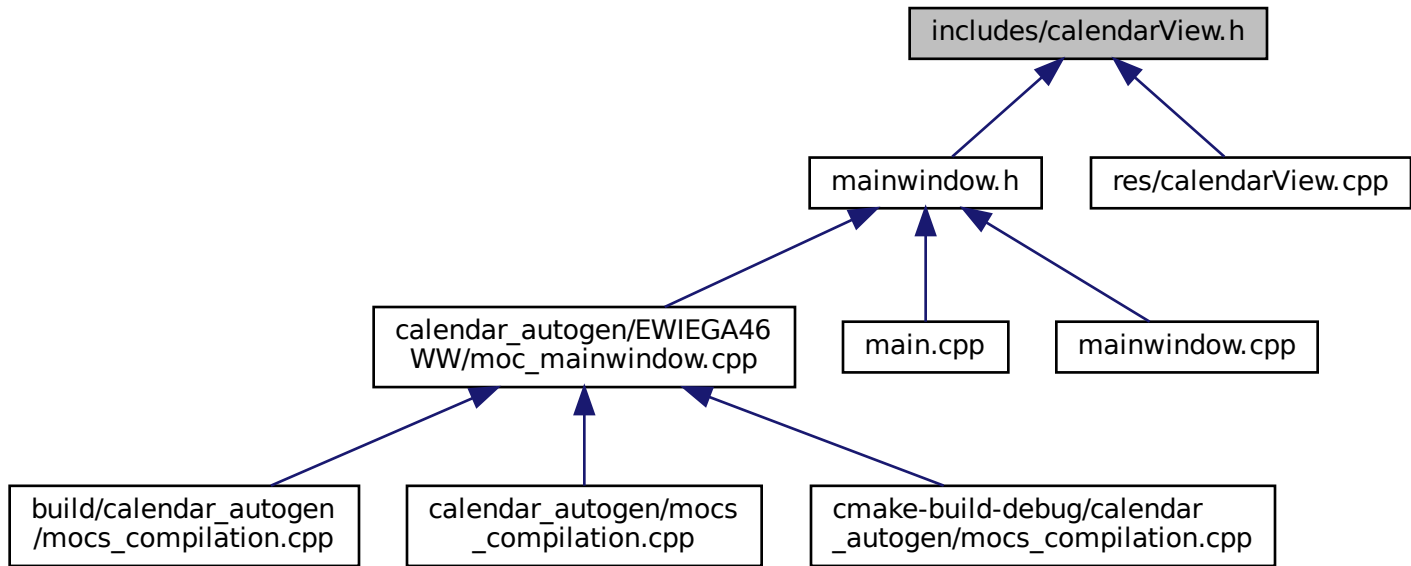 includes/calendarView.h
mainwindow.h
res/calendarView.cpp
calendar_autogen/EWIEGA46
WW/moc_mainwindow.cpp
main.cpp
mainwindow.cpp
build/calendar_autogen
/mocs_compilation.cpp
calendar_autogen/mocs
_compilation.cpp
cmake-build-debug/calendar
_autogen/mocs_compilation.cpp